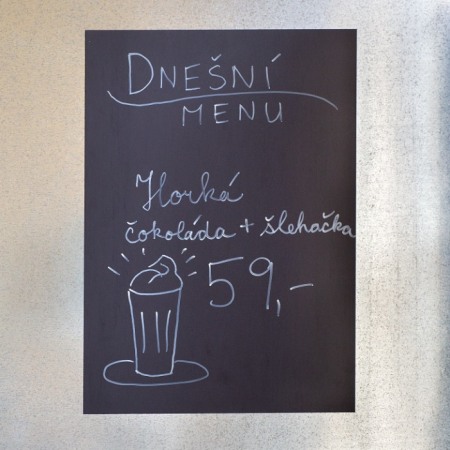 DNEŠNÍ
MENU
Horká
čokoláda + šlehačka
59,-